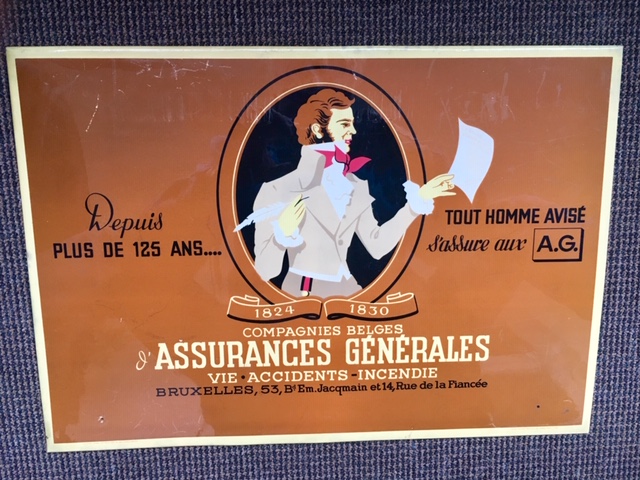 Depuis
PLUS DE 125 ANS....
TOUT HOMME AVISÉ
s'assure aux A.G.
1824 1830
COMPAGNIES BELGES
d'ASSURANCES GÉNÉRALES
VIE • ACCIDENTS - INCENDIE
BRUXELLES, 53, Bd Em. Jacqmain et 14, Rue de la Fiancée